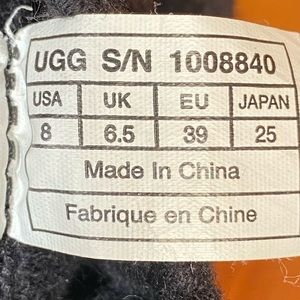 UGG S/N 1008840
USA UK EU JAPAN
8 6.5 39 25
Made In China
Fabrique en Chine